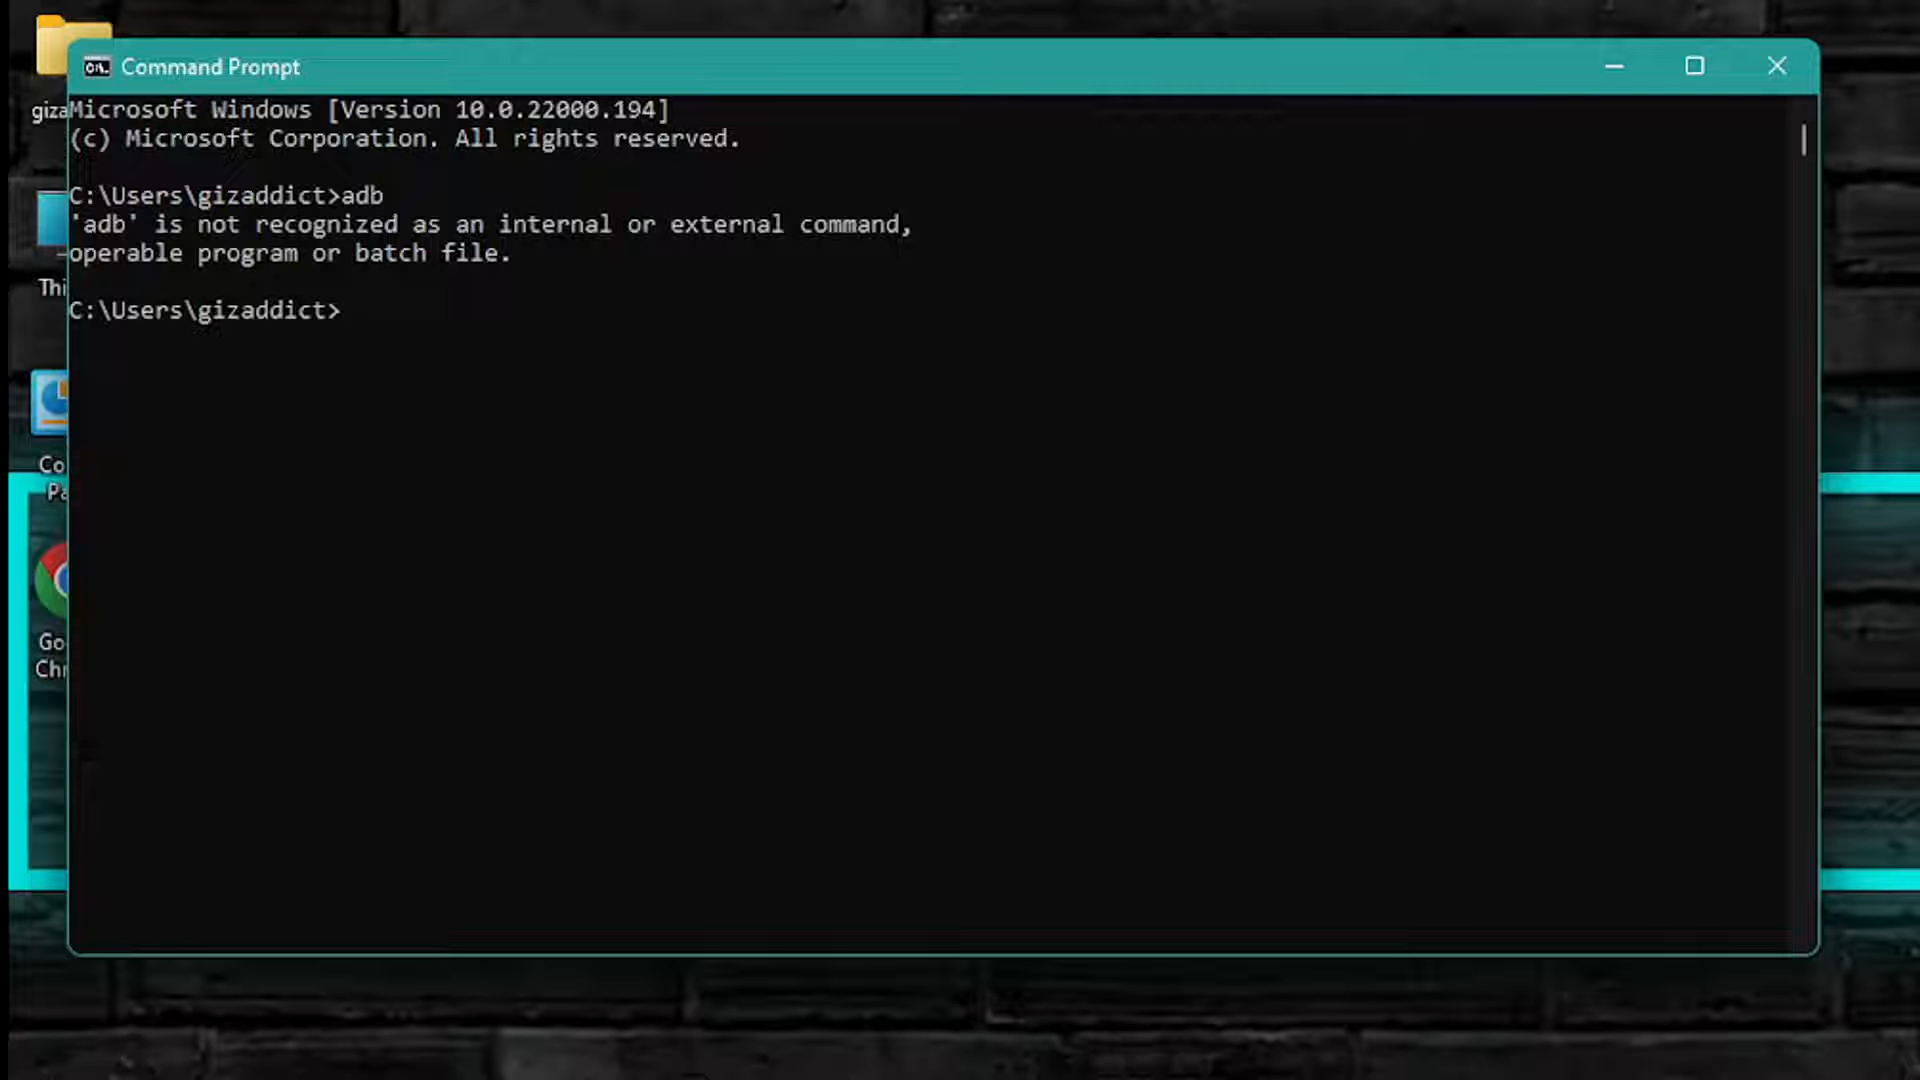 Command Prompt
Microsoft Windows [Version 10.0.22000.194]
(c) Microsoft Corporation. All rights reserved.
C:\Users\gizaddict>adb
'adb' is not recognized as an internal or external command,
operable program or batch file.
C:\Users\gizaddict>
giza
Thi
Co
Pa
Go
Chr